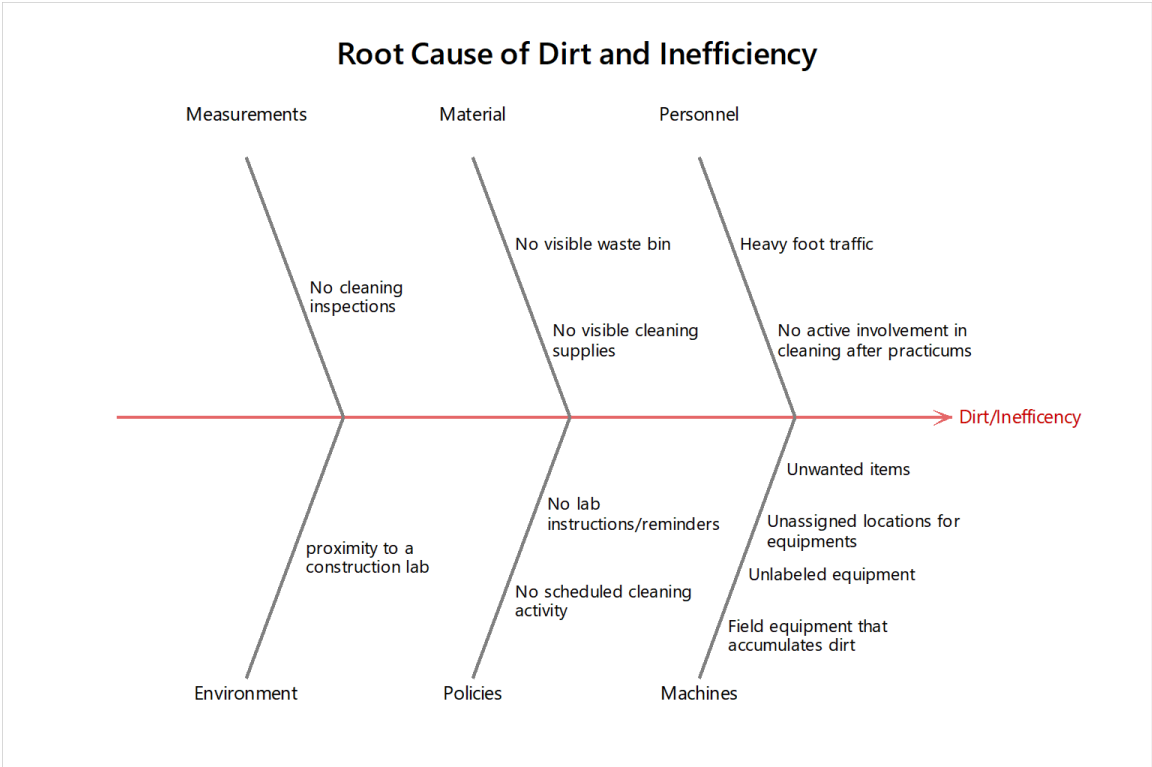 Root Cause of Dirt and Inefficiency
Measurements
Material
Personnel
No cleaning
inspections
No visible waste bin
No visible cleaning
supplies
Heavy foot traffic
No active involvement in
cleaning after practicums
Dirt/Inefficency
proximity to a
construction lab
No lab
instructions/reminders
No scheduled cleaning
activity
Unwanted items
Unassigned locations for
equipments
Unlabeled equipment
Field equipment that
accumulates dirt
Environment
Policies
Machines